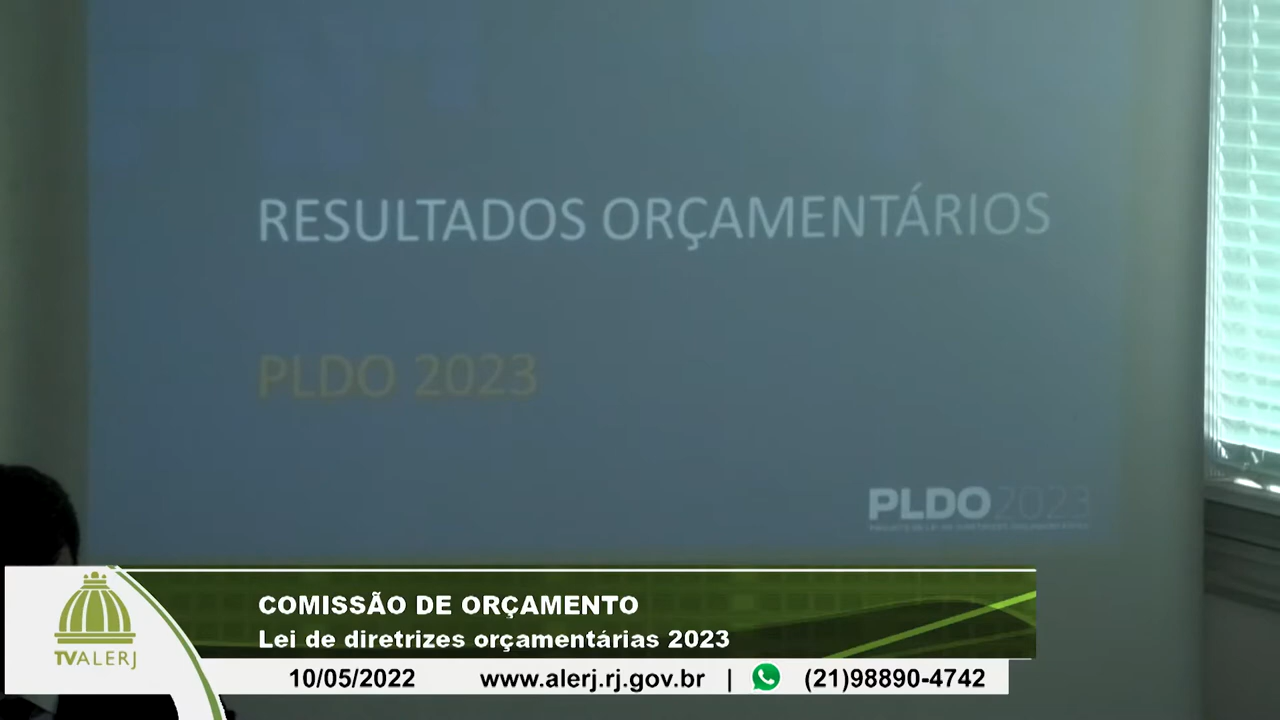 RESULTADOS ORÇAMENTÁRIOS
PLDO 2023
PLDO2023
COMISSÃO DE ORÇAMENTO
Lei de diretrizes orçamentárias 2023
TVALERJ
10/05/2022 www.alerj.rj.gov.br | (21)98890-4742